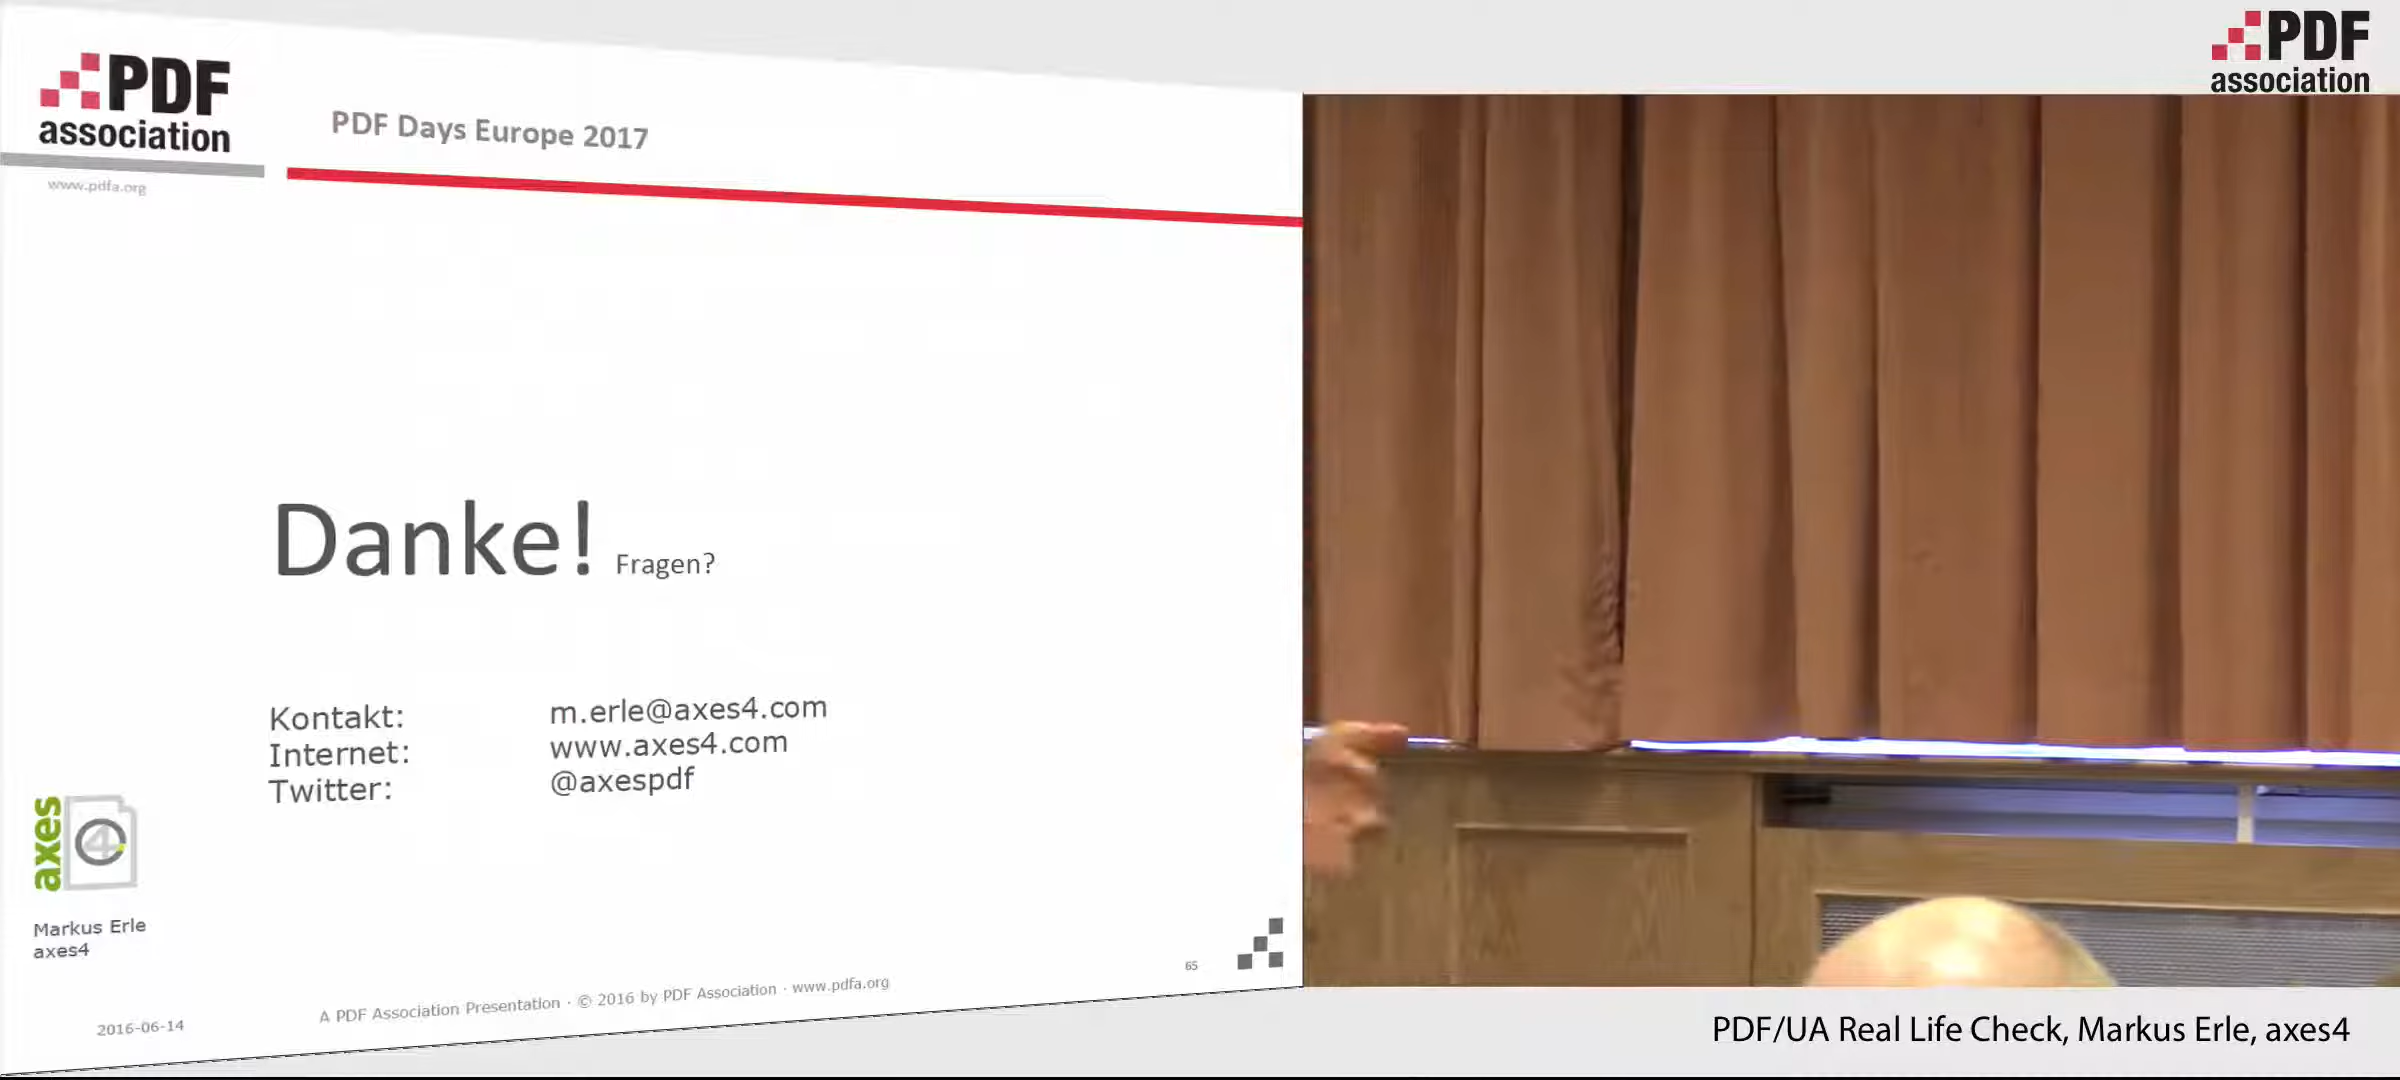 PDF
association
www.pdfa.org
PDF Days Europe 2017
Danke! Fragen?
Kontakt: m.erle@axes4.com
Internet: www.axes4.com
Twitter: @axespdf
axes
4
Markus Erle
axes4
65
2016-06-14
A PDF Association Presentation · © 2016 by PDF Association · www.pdfa.org
PDF
association
PDF/UA Real Life Check, Markus Erle, axes4